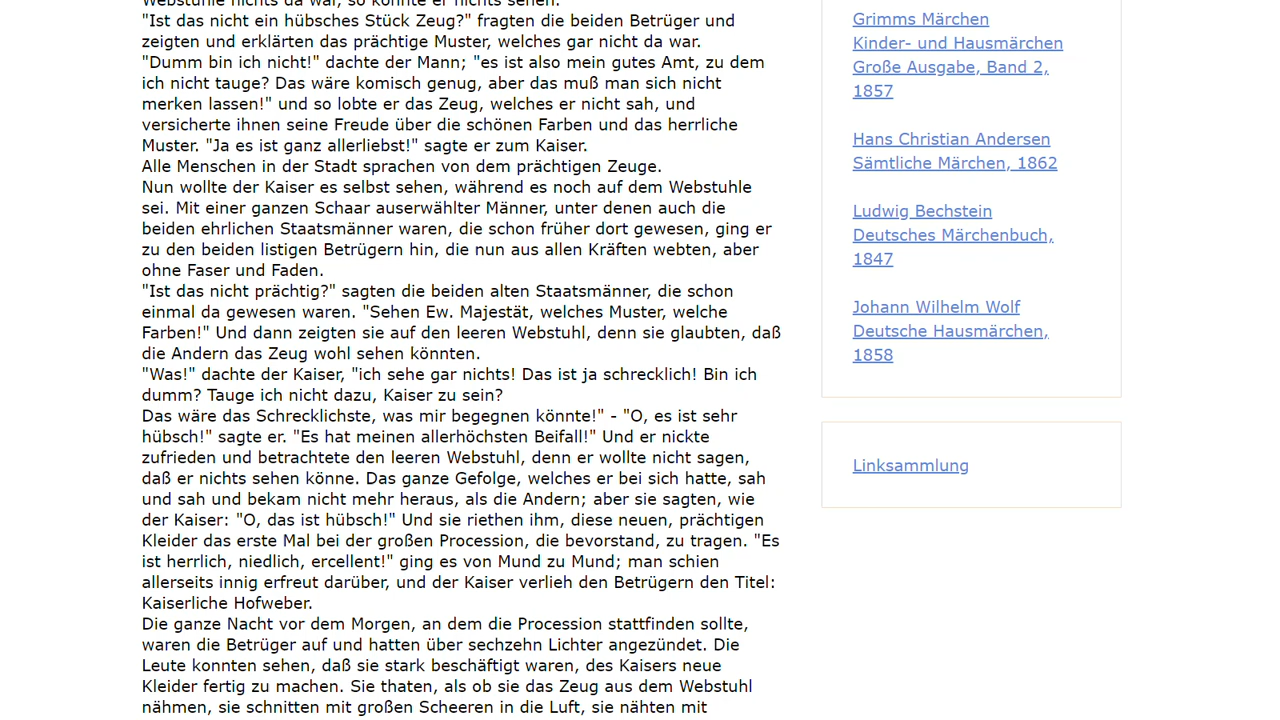 Webstuhle nichts da war, so konnte er nichts sehen.
"Ist das nicht ein hübsches Stück Zeug?" fragten die beiden Betrüger und
zeigten und erklärten das prächtige Muster, welches gar nicht da war.
"Dumm bin ich nicht!" dachte der Mann; "es ist also mein gutes Amt, zu dem
ich nicht tauge? Das wäre komisch genug, aber das muß man sich nicht
merken lassen!" und so lobte er das Zeug, welches er nicht sah, und
versicherte ihnen seine Freude über die schönen Farben und das herrliche
Muster. "Ja es ist ganz allerliebst!" sagte er zum Kaiser.
Alle Menschen in der Stadt sprachen von dem prächtigen Zeuge.
Nun wollte der Kaiser es selbst sehen, während es noch auf dem Webstuhle
sei. Mit einer ganzen Schaar auserwählter Männer, unter denen auch die
beiden ehrlichen Staatsmänner waren, die schon früher dort gewesen, ging er
zu den beiden listigen Betrügern hin, die nun aus allen Kräften webten, aber
ohne Faser und Faden.
"Ist das nicht prächtig?" sagten die beiden alten Staatsmänner, die schon
einmal da gewesen waren. "Sehen Ew. Majestät, welches Muster, welche
Farben!" Und dann zeigten sie auf den leeren Webstuhl, denn sie glaubten, daß
die Andern das Zeug wohl sehen könnten.
"Was!" dachte der Kaiser, "ich sehe gar nichts! Das ist ja schrecklich! Bin ich
dumm? Tauge ich nicht dazu, Kaiser zu sein?
Das wäre das Schrecklichste, was mir begegnen könnte!" - "O, es ist sehr
hübsch!" sagte er. "Es hat meinen allerhöchsten Beifall!" Und er nickte
zufrieden und betrachtete den leeren Webstuhl, denn er wollte nicht sagen,
daß er nichts sehen könne. Das ganze Gefolge, welches er bei sich hatte, sah
und sah und bekam nicht mehr heraus, als die Andern; aber sie sagten, wie
der Kaiser: "O, das ist hübsch!" Und sie riethen ihm, diese neuen, prächtigen
Kleider das erste Mal bei der großen Procession, die bevorstand, zu tragen. "Es
ist herrlich, niedlich, ercellent!" ging es von Mund zu Mund; man schien
allerseits innig erfreut darüber, und der Kaiser verlieh den Betrügern den Titel:
Kaiserliche Hofweber.
Die ganze Nacht vor dem Morgen, an dem die Procession stattfinden sollte,
waren die Betrüger auf und hatten über sechzehn Lichter angezündet. Die
Leute konnten sehen, daß sie stark beschäftigt waren, des Kaisers neue
Kleider fertig zu machen. Sie thaten, als ob sie das Zeug aus dem Webstuhl
nähmen, sie schnitten mit großen Scheeren in die Luft, sie nähten mit
Grimms Märchen
Kinder- und Hausmärchen
Große Ausgabe, Band 2,
1857
Hans Christian Andersen
Sämtliche Märchen, 1862
Ludwig Bechstein
Deutsches Märchenbuch,
1847
Johann Wilhelm Wolf
Deutsche Hausmärchen,
1858
Linksammlung